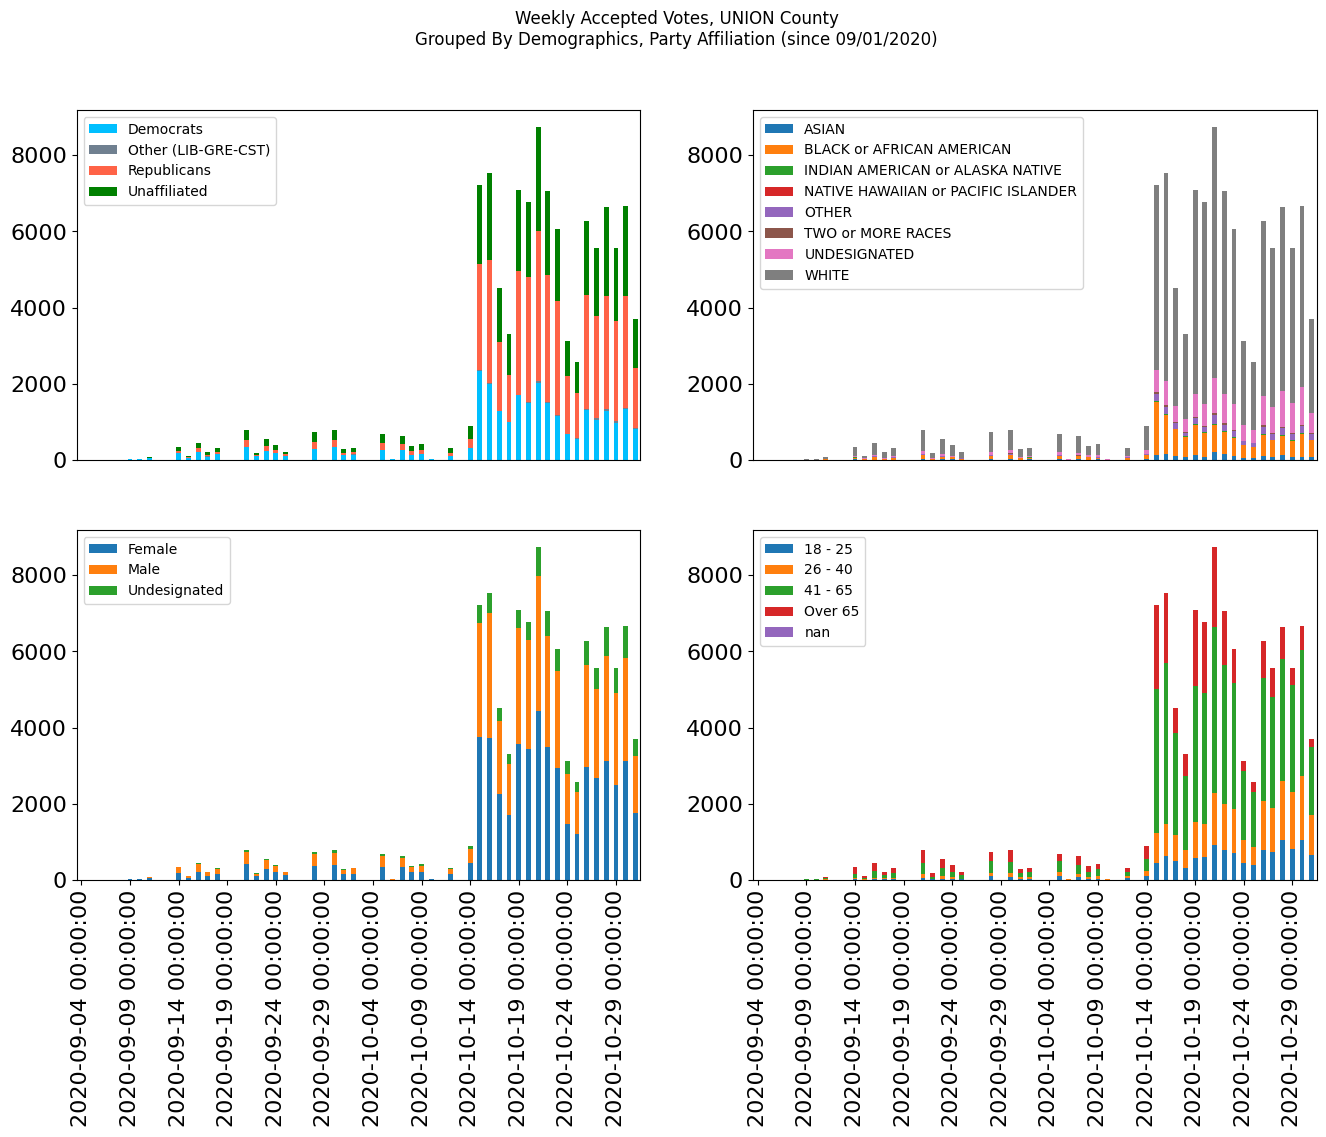 Weekly Accepted Votes, UNION County
Grouped By Demographics, Party Affiliation (since 09/01/2020)
Democrats
Other (LIB-GRE-CST)
Republicans
Unaffiliated
8000
6000
4000
2000
0
ASIAN
BLACK or AFRICAN AMERICAN
INDIAN AMERICAN or ALASKA NATIVE
NATIVE HAWAIIAN or PACIFIC ISLANDER
OTHER
TWO or MORE RACES
UNDESIGNATED
WHITE
8000
6000
4000
2000
0
Female
Male
Undesignated
8000
6000
4000
2000
0
2020-09-04 00:00:00
2020-09-09 00:00:00
2020-09-14 00:00:00
2020-09-19 00:00:00
2020-09-24 00:00:00
2020-09-29 00:00:00
2020-10-04 00:00:00
2020-10-09 00:00:00
2020-10-14 00:00:00
2020-10-19 00:00:00
2020-10-24 00:00:00
2020-10-29 00:00:00
18 - 25
26 - 40
41 - 65
Over 65
nan
8000
6000
4000
2000
0
2020-09-04 00:00:00
2020-09-09 00:00:00
2020-09-14 00:00:00
2020-09-19 00:00:00
2020-09-24 00:00:00
2020-09-29 00:00:00
2020-10-04 00:00:00
2020-10-09 00:00:00
2020-10-14 00:00:00
2020-10-19 00:00:00
2020-10-24 00:00:00
2020-10-29 00:00:00